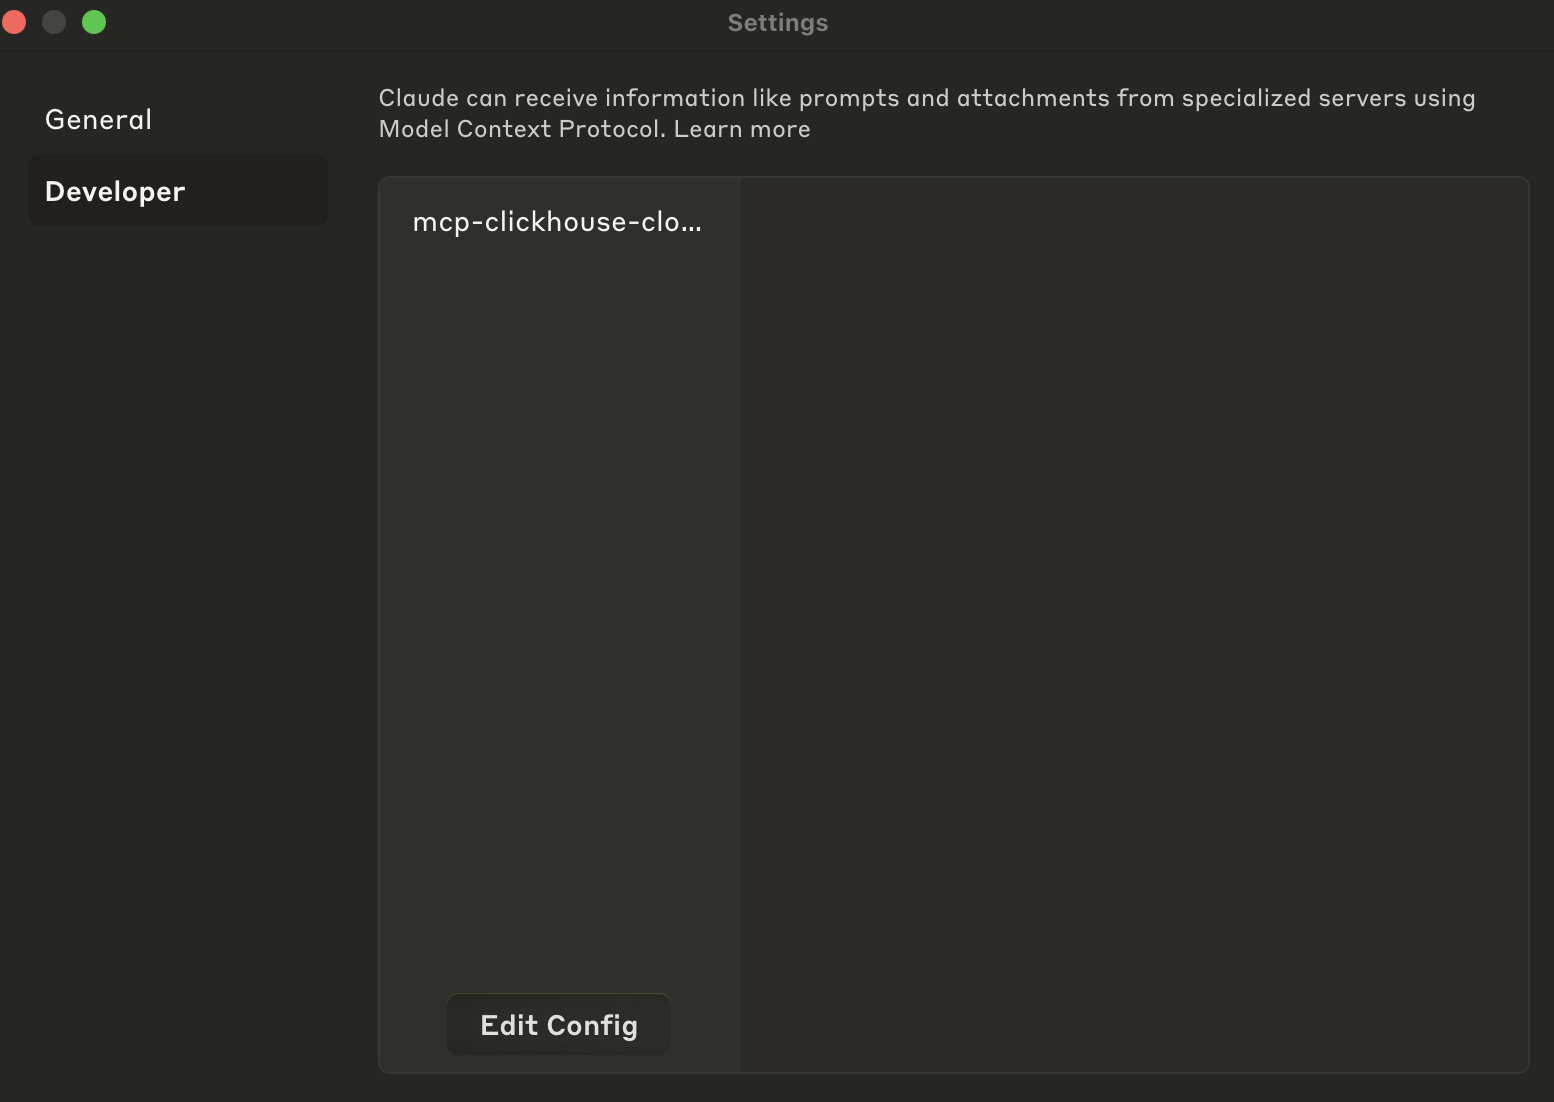 Settings
General
Developer
Claude can receive information like prompts and attachments from specialized servers using
Model Context Protocol. Learn more
mcp-clickhouse-clo...
Edit Config